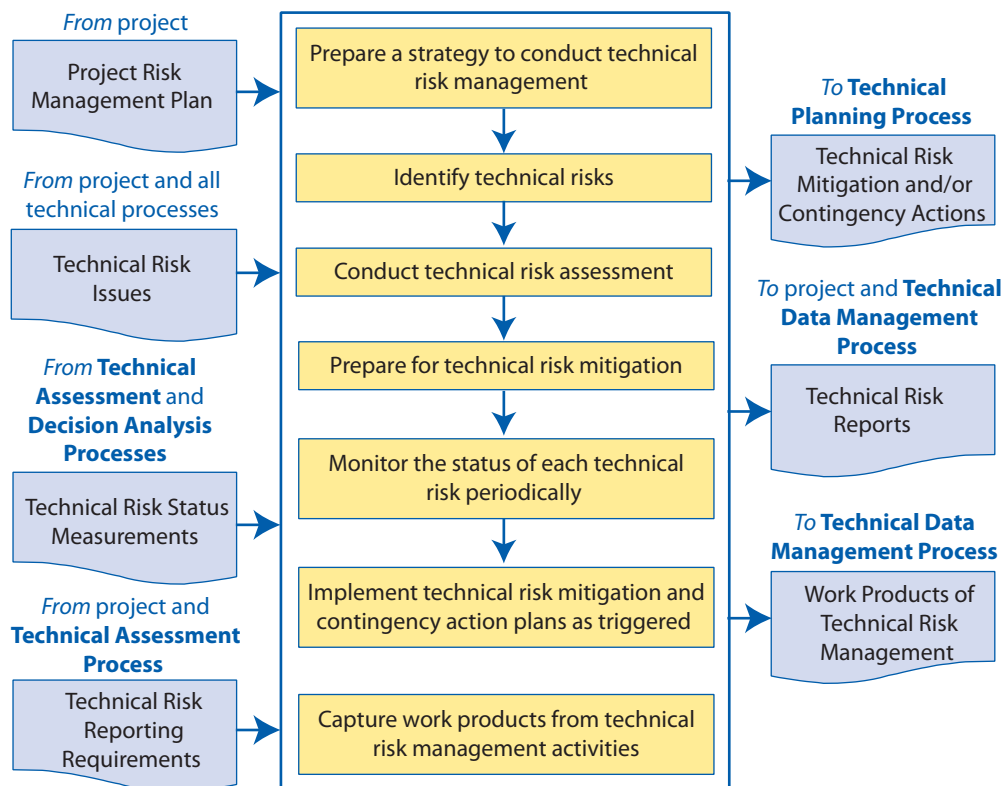 From project
Project Risk
Management Plan
From project and all
technical processes
Technical Risk
Issues
From Technical
Assessment and
Decision Analysis
Processes
Technical Risk Status
Measurements
From project and
Technical Assessment
Process
Technical Risk
Reporting
Requirements
Prepare a strategy to conduct technical
risk management
Identify technical risks
Conduct technical risk assessment
Prepare for technical risk mitigation
Monitor the status of each technical
risk periodically
Implement technical risk mitigation and
contingency action plans as triggered
Capture work products from technical
risk management activities
To Technical
Planning Process
Technical Risk
Mitigation and/or
Contingency Actions
To project and Technical
Data Management
Process
Technical Risk
Reports
To Technical Data
Management Process
Work Products of
Technical Risk
Management